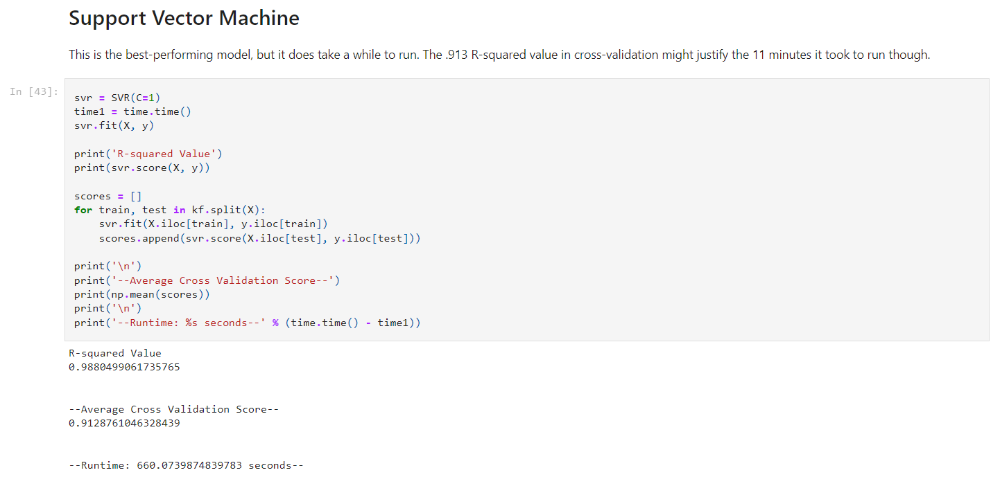 Support Vector Machine
This is the best-performing model, but it does take a while to run. The .913 R-squared value in cross-validation might justify the 11 minutes it took to run though.
In [43]:
svr = SVR(C=1)
time1 = time.time()
svr.fit(X, y)
print('R-squared Value')
print(svr.score(X, y))
scores = []
for train, test in kf.split(X):
    svr.fit(X.iloc[train], y.iloc[train])
    scores.append(svr.score(X.iloc[test], y.iloc[test]))
print('\n')
print('--Average Cross Validation Score--')
print(np.mean(scores))
print('\n')
print('--Runtime: %s seconds--' % (time.time() - time1))
R-squared Value
0.9880499061735765
--Average Cross Validation Score--
0.9128761046328439
--Runtime: 660.0739874839783 seconds--